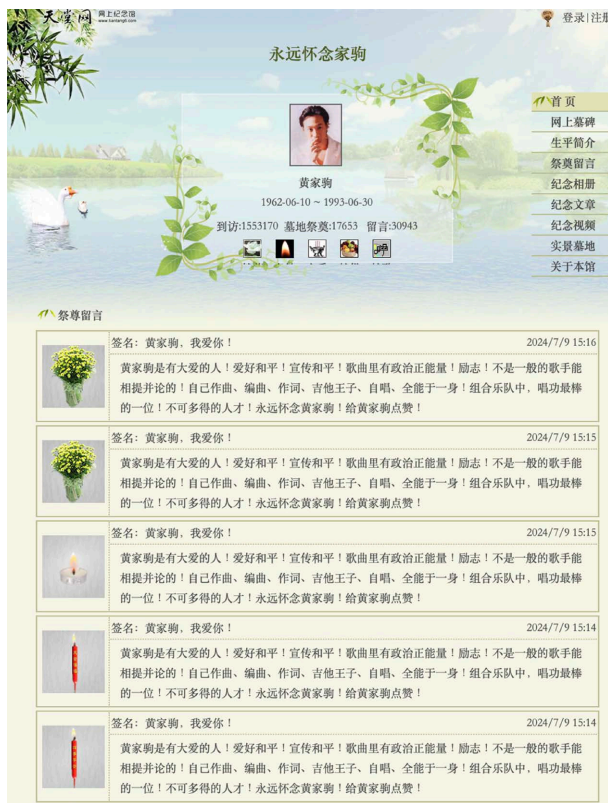 天堂网 网上纪念馆
www.tiantang6.com
登录|注册
永远怀念家驹
首 页
网上墓碑
生平简介
祭奠留言
纪念相册
纪念文章
纪念视频
实景墓地
关于本馆
黄家驹
1962-06-10 ~ 1993-06-30
到访:1553170 墓地祭奠:17653 留言:30943
祭尊留言
签名：黄家驹，我爱你！ 2024/7/9 15:16
黄家驹是有大爱的人！爱好和平！宣传和平！歌曲里有政治正能量！励志！不是一般的歌手能
相提并论的！自己作曲、编曲、作词、吉他王子、自唱、全能于一身！组合乐队中，唱功最棒
的一位！不可多得的人才！永远怀念黄家驹！给黄家驹点赞！
签名：黄家驹，我爱你！ 2024/7/9 15:15
黄家驹是有大爱的人！爱好和平！宣传和平！歌曲里有政治正能量！励志！不是一般的歌手能
相提并论的！自己作曲、编曲、作词、吉他王子、自唱、全能于一身！组合乐队中，唱功最棒
的一位！不可多得的人才！永远怀念黄家驹！给黄家驹点赞！
签名：黄家驹，我爱你！ 2024/7/9 15:15
黄家驹是有大爱的人！爱好和平！宣传和平！歌曲里有政治正能量！励志！不是一般的歌手能
相提并论的！自己作曲、编曲、作词、吉他王子、自唱、全能于一身！组合乐队中，唱功最棒
的一位！不可多得的人才！永远怀念黄家驹！给黄家驹点赞！
签名：黄家驹，我爱你！ 2024/7/9 15:14
黄家驹是有大爱的人！爱好和平！宣传和平！歌曲里有政治正能量！励志！不是一般的歌手能
相提并论的！自己作曲、编曲、作词、吉他王子、自唱、全能于一身！组合乐队中，唱功最棒
的一位！不可多得的人才！永远怀念黄家驹！给黄家驹点赞！
签名：黄家驹，我爱你！ 2024/7/9 15:14
黄家驹是有大爱的人！爱好和平！宣传和平！歌曲里有政治正能量！励志！不是一般的歌手能
相提并论的！自己作曲、编曲、作词、吉他王子、自唱、全能于一身！组合乐队中，唱功最棒
的一位！不可多得的人才！永远怀念黄家驹！给黄家驹点赞！